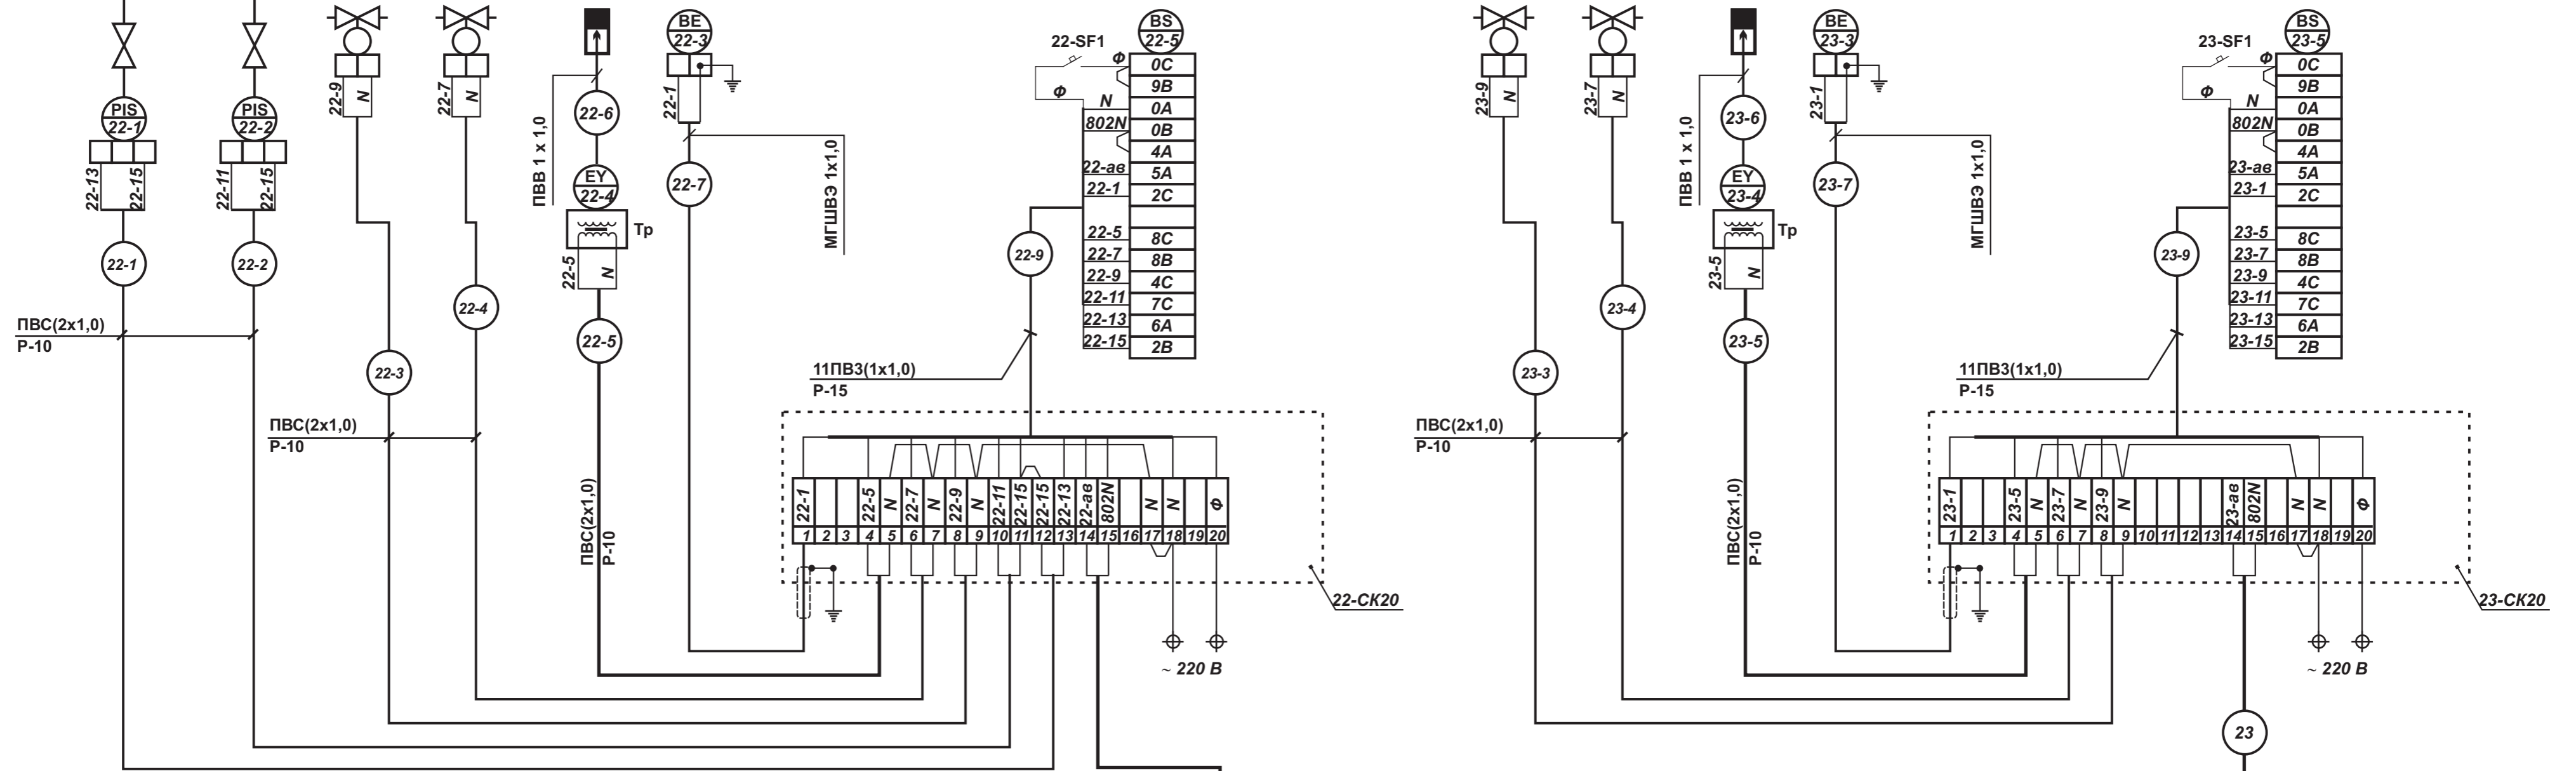 PIS
22-1
22-13
22-15
22-1
PIS
22-2
22-11
22-15
22-2
ПВС(2х1,0)
Р-10
22-9
N
22-3
22-7
N
22-4
ПВС(2х1,0)
Р-10
ПВВ 1 х 1,0
22-6
EY
22-4
Тр
22-5
N
22-5
ПВС(2х1,0)
Р-10
BE
22-3
22-1
22-7
МГШВЭ 1х1,0
22-SF1
Ф
Ф
N
802N
22-ав
22-1
22-5
22-7
22-9
22-11
22-13
22-15
BS
22-5
0C
9B
0A
0B
4A
5A
2C
8C
8B
4C
7C
6A
2B
22-9
11ПВ3(1х1,0)
Р-15
22-1 22-5 N 22-7 N 22-9 N 22-11 22-15 22-15 22-13 22-ав 802N N N Ф
1 2 3 4 5 6 7 8 9 10 11 12 13 14 15 16 17 18 19 20
22-СК20
~ 220 В
23-9
N
23-3
23-7
N
23-4
ПВС(2х1,0)
Р-10
ПВВ 1 х 1,0
23-6
EY
23-4
Тр
23-5
N
23-5
ПВС(2х1,0)
Р-10
BE
23-3
23-1
23-7
МГШВЭ 1х1,0
23-SF1
Ф
Ф
N
802N
23-ав
23-1
23-5
23-7
23-9
23-11
23-13
23-15
BS
23-5
0C
9B
0A
0B
4A
5A
2C
8C
8B
4C
7C
6A
2B
23-9
11ПВ3(1х1,0)
Р-15
23-1 23-5 N 23-7 N 23-9 N 23-ав 802N N N Ф
1 2 3 4 5 6 7 8 9 10 11 12 13 14 15 16 17 18 19 20
23-СК20
~ 220 В
23